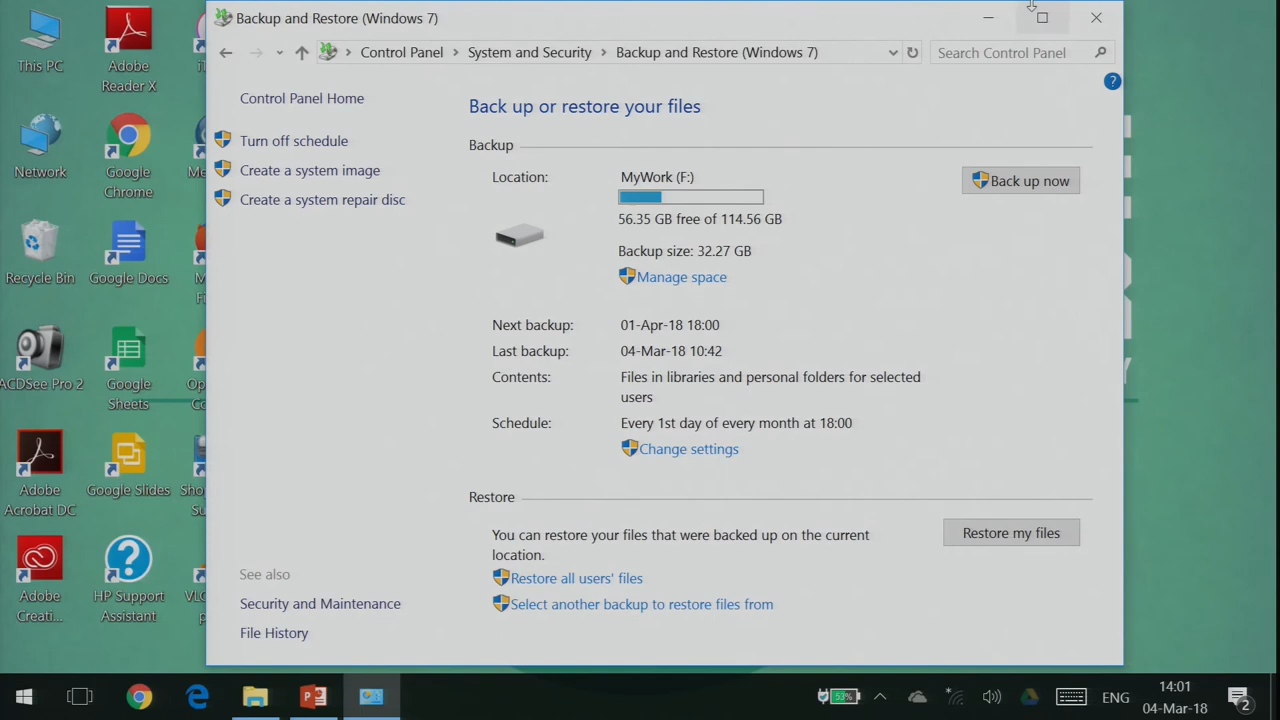 Backup and Restore (Windows 7)
Control Panel
System and Security
Backup and Restore (Windows 7)
Search Control Panel
Control Panel Home
Turn off schedule
Create a system image
Create a system repair disc
See also
Security and Maintenance
File History
Back up or restore your files
Backup
Location:
MyWork (F:)
Back up now
56.35 GB free of 114.56 GB
Backup size: 32.27 GB
Manage space
Next backup:
01-Apr-18 18:00
Last backup:
04-Mar-18 10:42
Contents:
Files in libraries and personal folders for selected
users
Schedule:
Every 1st day of every month at 18:00
Change settings
Restore
You can restore your files that were backed up on the current
location.
Restore my files
Restore all users' files
Select another backup to restore files from
This PC
Adobe
Reader X
Network
Google
Chrome
Recycle Bin
Google Docs
ACDSee Pro 2
Google
Sheets
Adobe
Acrobat DC
Google Slides
Adobe
Creati...
HP Support
Assistant
53%
ENG
14:01
04-Mar-18
2